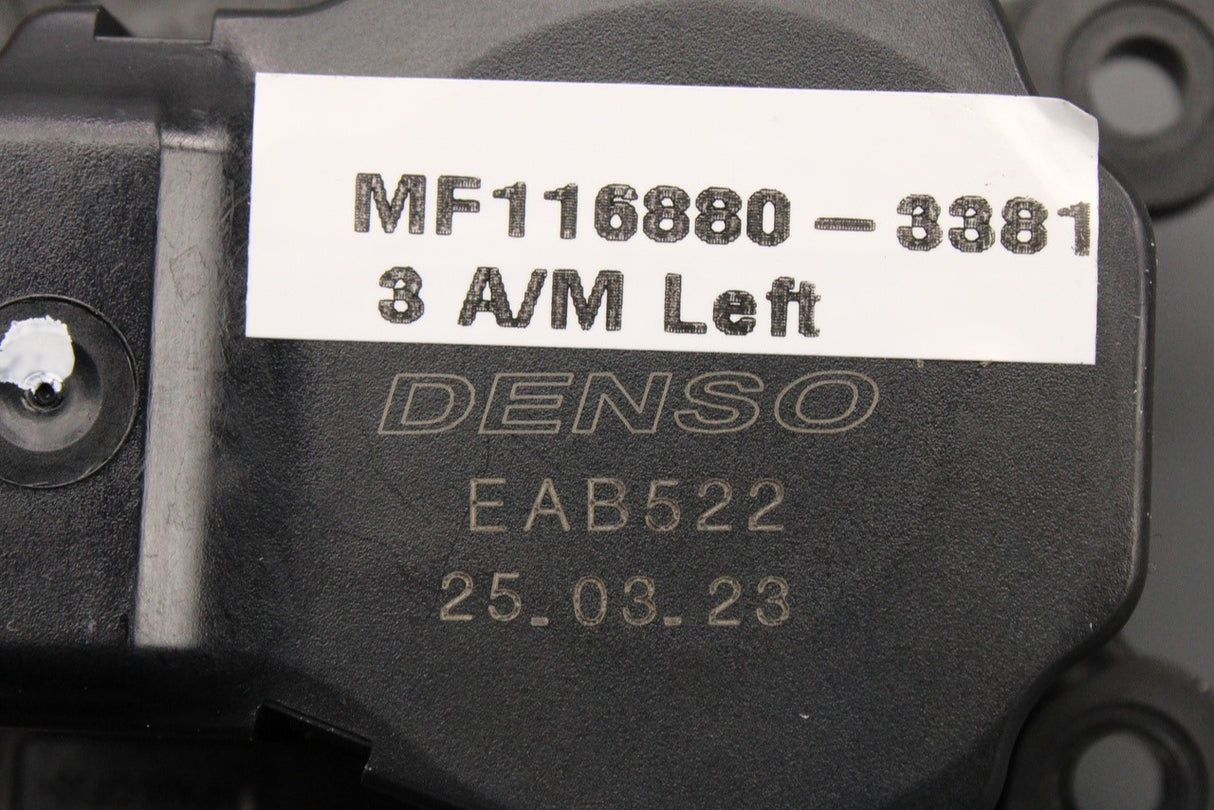 MF116880-3381
3 A/M Left
DENSO
EAB522
25.03.23